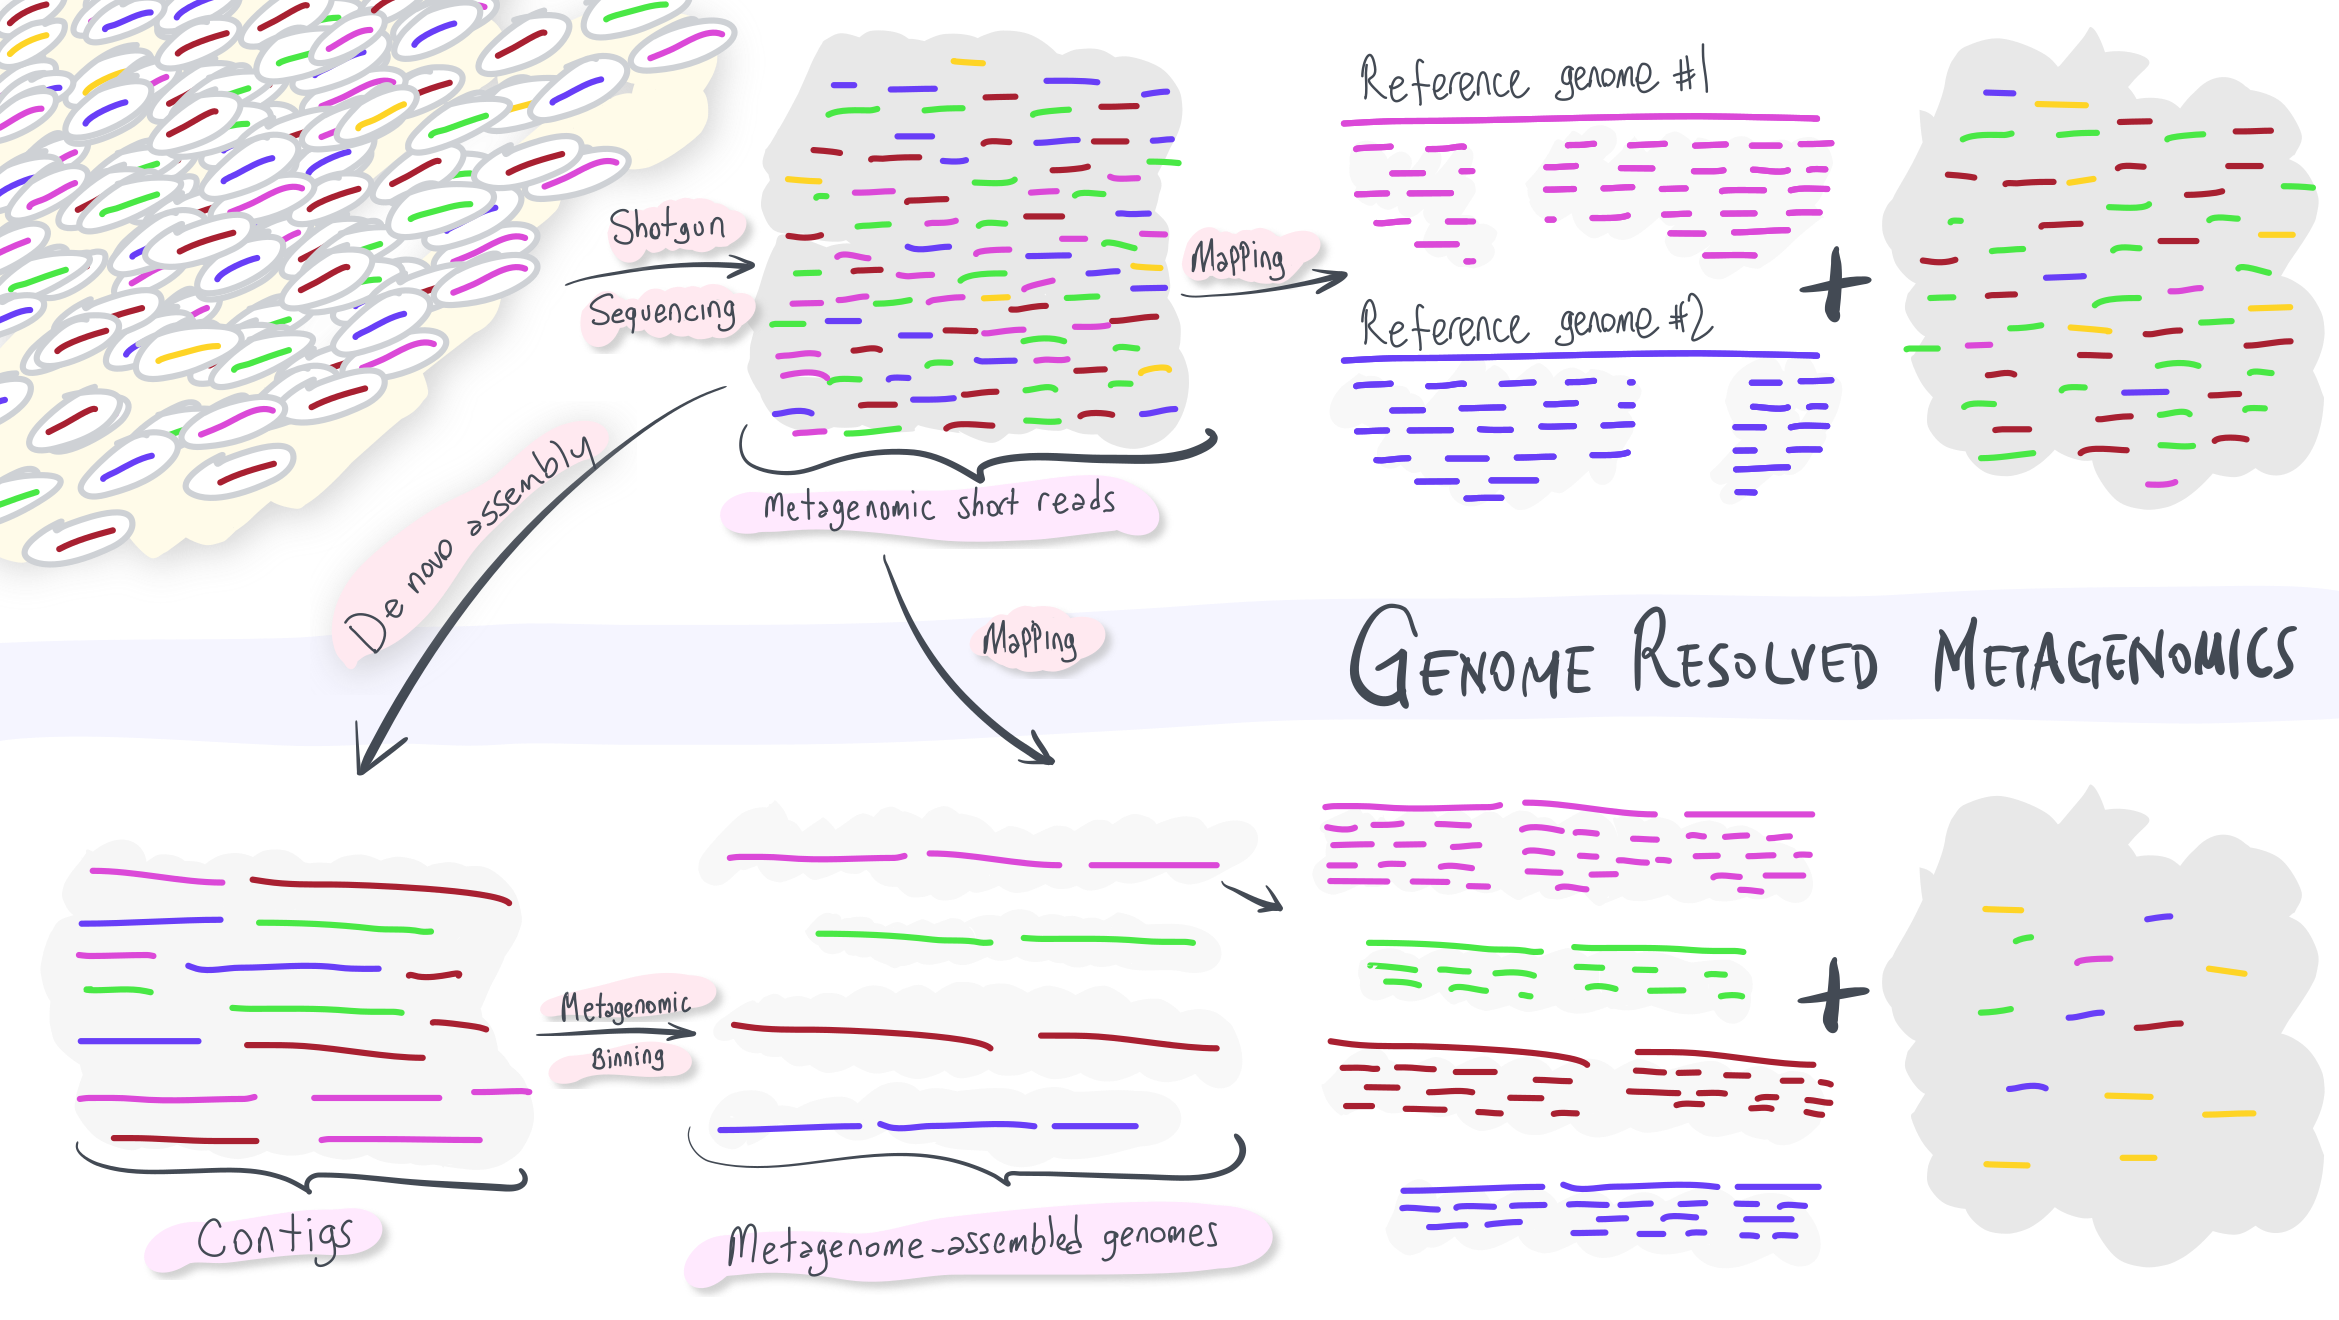 Shotgun
Sequencing
Mapping
Reference genome #1
Reference genome #2
Metagenomic short reads
De novo assembly
Mapping
GENOME RESOLVED METAGENOMICS
Metagenomic
Binning
Contigs
Metagenome-assembled genomes